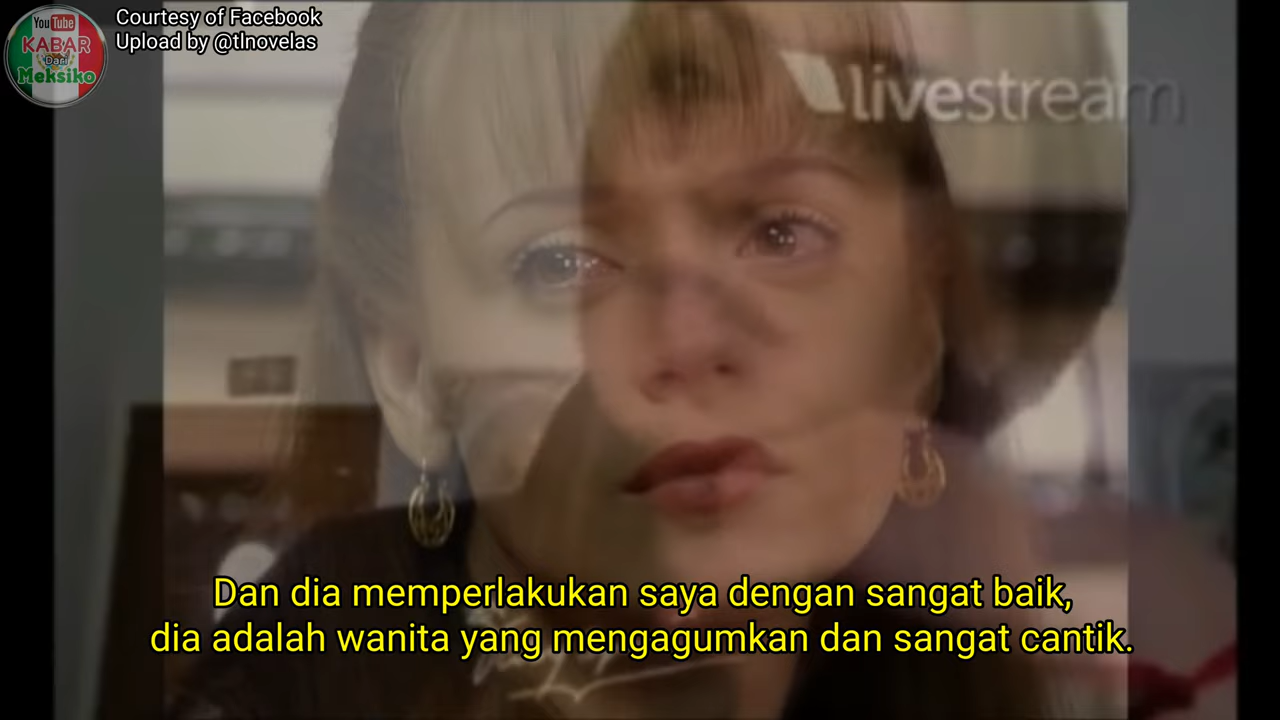 Courtesy of Facebook
Upload by @tlnovelas
YouTube
KABAR
Dari
Meksiko
livestream
Dan dia memperlakukan saya dengan sangat baik,
dia adalah wanita yang mengagumkan dan sangat cantik.